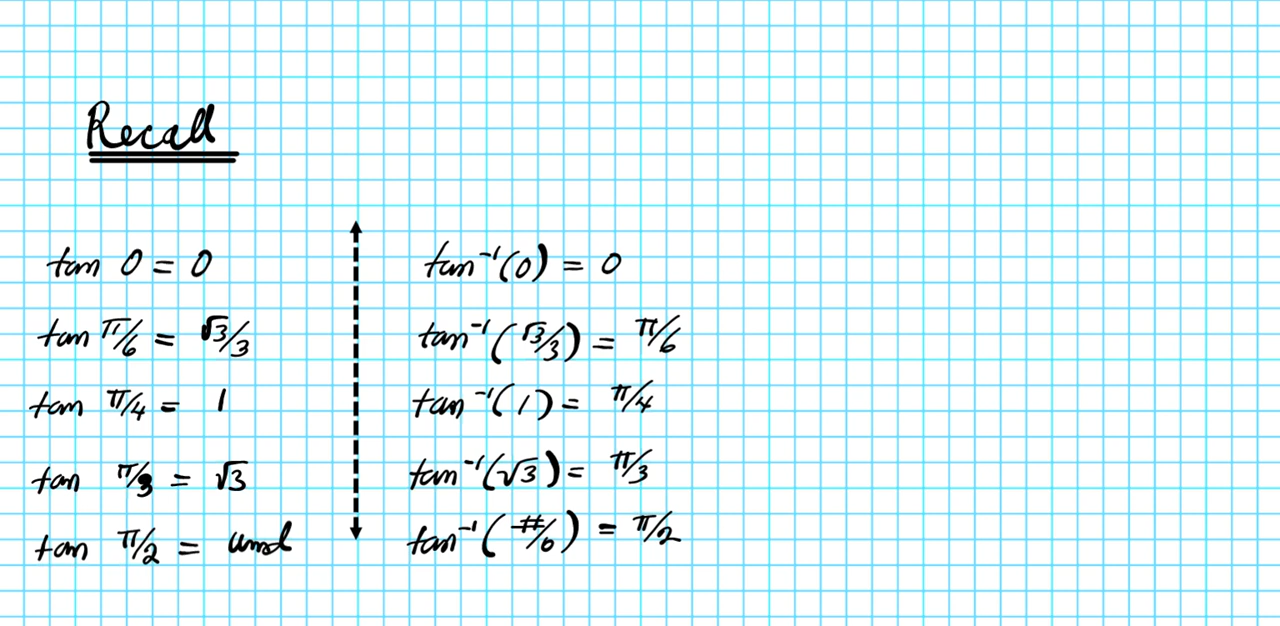 Recall
tan 0 = 0
tan π/6 = √3/3
tan π/4 = 1
tan π/3 = √3
tan π/2 = und
tan⁻¹(0) = 0
tan⁻¹(√3/3) = π/6
tan⁻¹(1) = π/4
tan⁻¹(√3) = π/3
tan⁻¹(#/0) = π/2